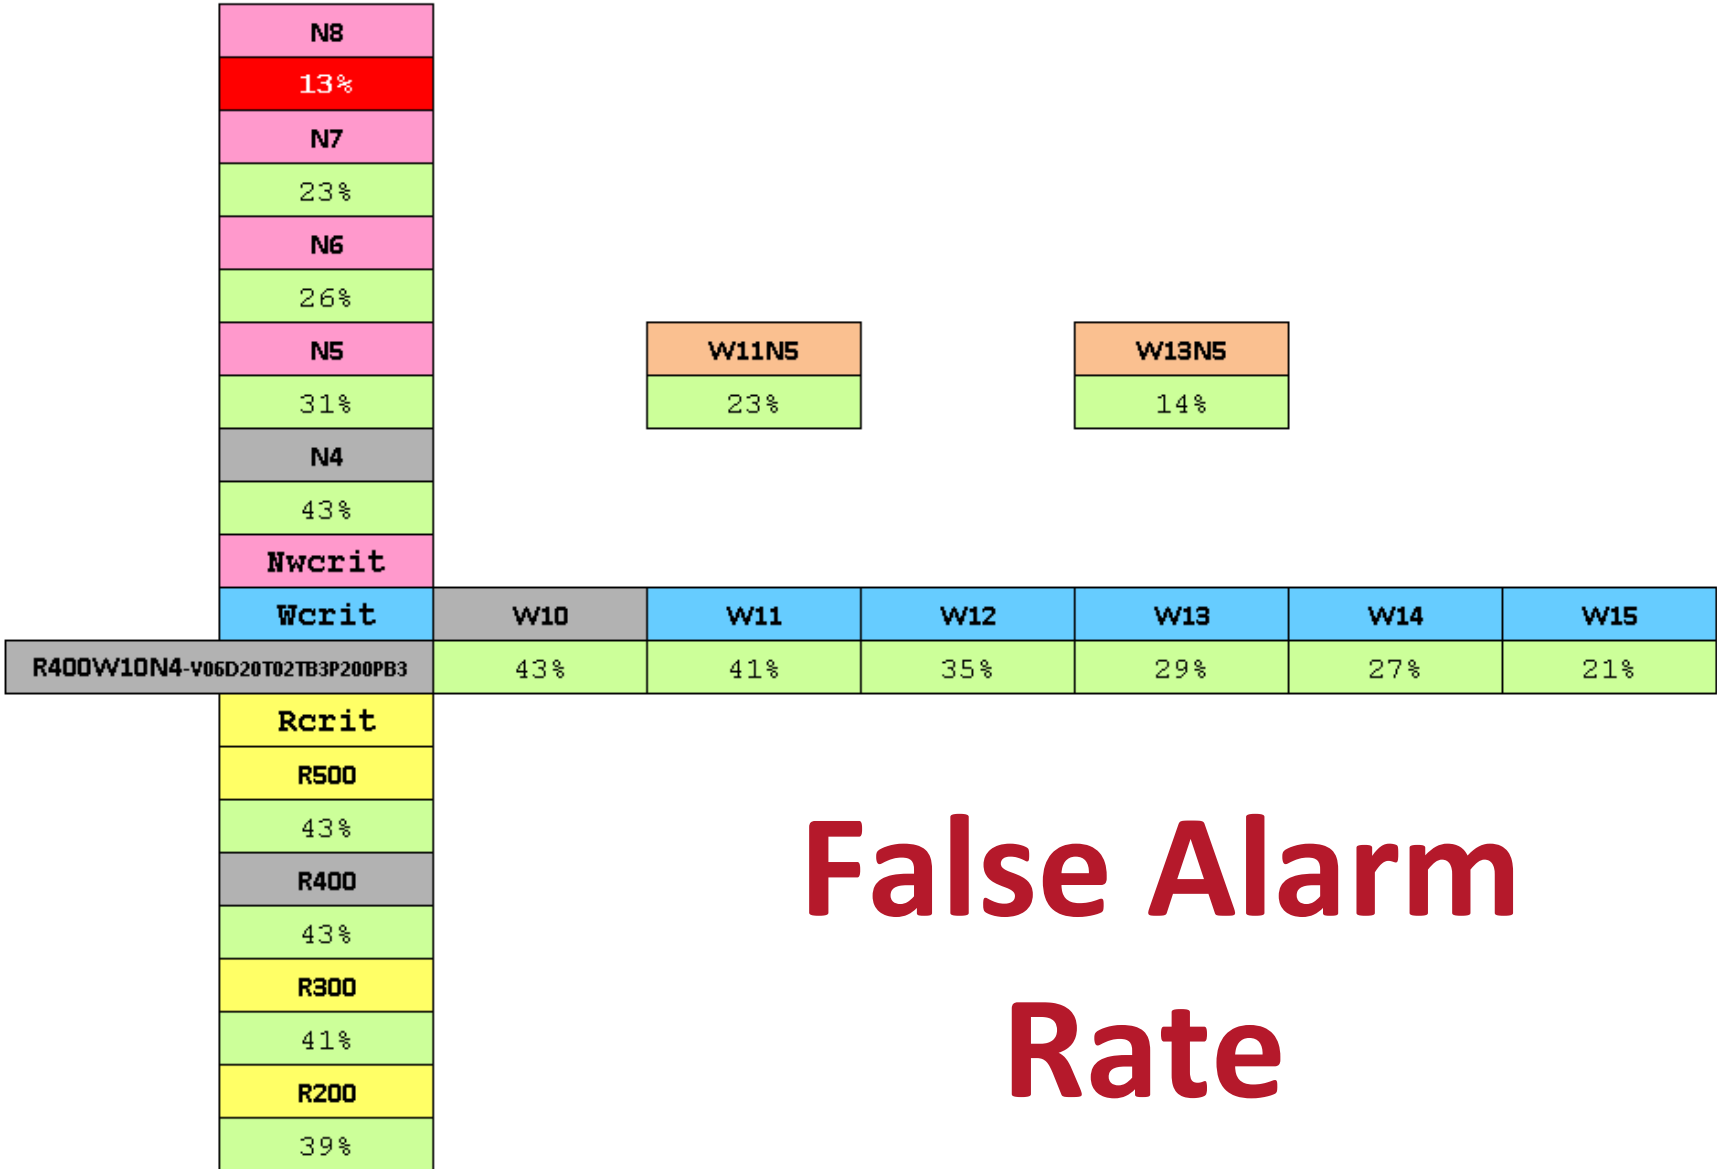 N8
13%
N7
23%
N6
26%
N5 W11N5 W13N5
31% 23% 14%
N4
43%
Nwcrit
Wcrit W10 W11 W12 W13 W14 W15
R400W10N4-V06D20T02TB3P200PB3 43% 41% 35% 29% 27% 21%
Rcrit
R500
43%
R400
43%
R300
41%
R200
39%
False Alarm
Rate